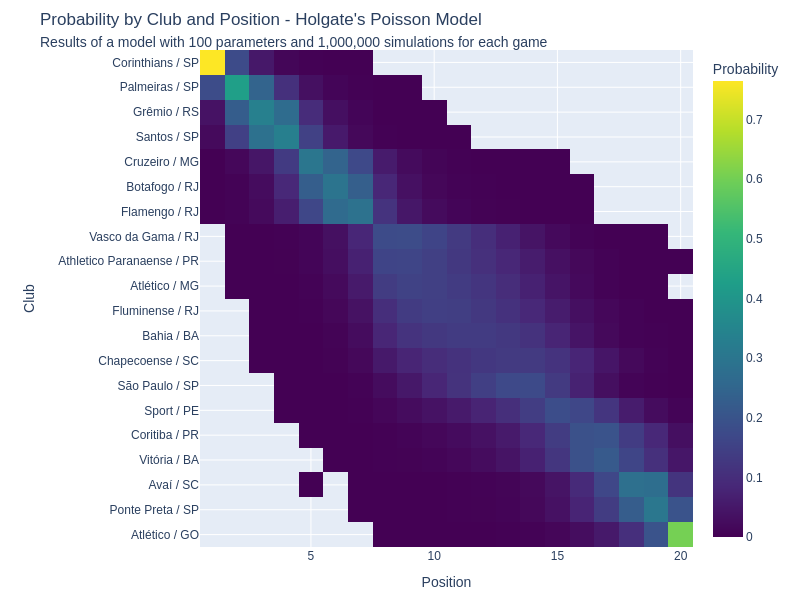 Probability by Club and Position - Holgate's Poisson Model
Results of a model with 100 parameters and 1,000,000 simulations for each game
Probability
Club
Corinthians / SP
Palmeiras / SP
Grêmio / RS
Santos / SP
Cruzeiro / MG
Botafogo / RJ
Flamengo / RJ
Vasco da Gama / RJ
Athletico Paranaense / PR
Atlético / MG
Fluminense / RJ
Bahia / BA
Chapecoense / SC
São Paulo / SP
Sport / PE
Coritiba / PR
Vitória / BA
Avaí / SC
Ponte Preta / SP
Atlético / GO
0.7
0.6
0.5
0.4
0.3
0.2
0.1
0
5
10
15
20
Position